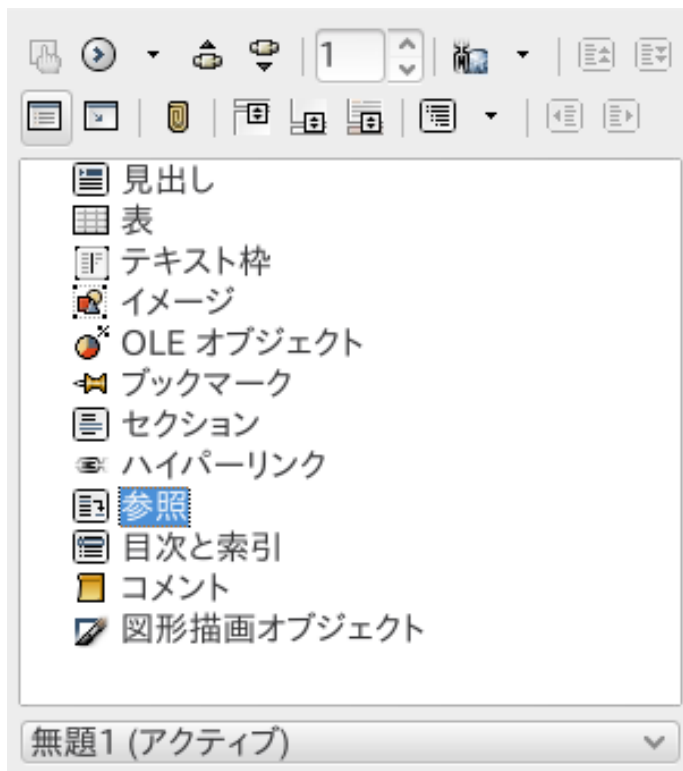 1
見出し
表
テキスト枠
イメージ
OLE オブジェクト
ブックマーク
セクション
ハイパーリンク
参照
目次と索引
コメント
図形描画オブジェクト
無題1 (アクティブ)